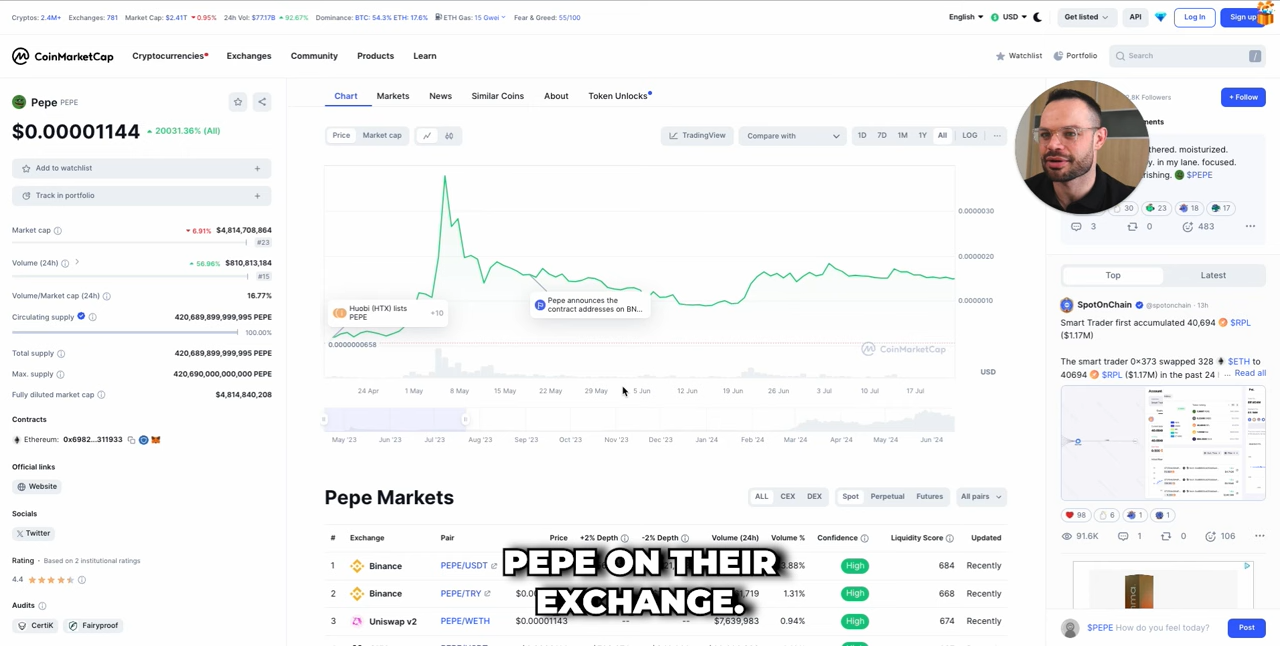 Cryptos: 2.4M+ Exchanges: 781 Market Cap: $2.41T 0.95% 24h Vol: $77.17B 92.67% Dominance: BTC: 54.3% ETH: 17.6% ETH Gas: 15 Gwei Fear & Greed: 55/100
English USD Get listed API Log In Sign up
CoinMarketCap Cryptocurrencies Exchanges Community Products Learn
Watchlist Portfolio Search /
Pepe PEPE
$0.00001144 20031.36% (All)
Add to watchlist +
Track in portfolio +
Market cap 6.91% $4,814,708,864
#23
Volume (24h) 56.96% $810,813,184
#15
Volume/Market cap (24h) 16.77%
Circulating supply 420,689,899,999,995 PEPE
100.00%
Total supply 420,689,899,999,995 PEPE
Max. supply 420,690,000,000,000 PEPE
Fully diluted market cap $4,814,840,208
Contracts
Ethereum: 0x6982...311933
Official links
Website
Socials
Twitter
Rating · Based on 2 institutional ratings
4.4
Audits
CertiK Fairyproof
Chart Markets News Similar Coins About Token Unlocks
Price Market cap TradingView Compare with 1D 7D 1M 1Y All LOG ...
0.0000030
0.0000020
0.0000010
Huobi (HTX) lists
PEPE
+10
Pepe announces the
contract addresses on BN...
0.0000000658
CoinMarketCap
USD
24 Apr 1 May 8 May 15 May 22 May 29 May 5 Jun 12 Jun 19 Jun 26 Jun 3 Jul 10 Jul 17 Jul
May '23 Jun '23 Jul '23 Aug '23 Sep '23 Oct '23 Nov '23 Dec '23 Jan '24 Feb '24 Mar '24 Apr '24 May '24 Jun '24
Pepe Markets
ALL CEX DEX Spot Perpetual Futures All pairs
# Exchange Pair Price +2% Depth -2% Depth Volume (24h) Volume % Confidence Liquidity Score Updated
1 Binance PEPE/USDT High 684 Recently
2 Binance PEPE/TRY 1.31% High 668 Recently
3 Uniswap v2 PEPE/WETH $0.00001143 -- -- $7,639,983 0.94% High 674 Recently
PEPE ON THEIR
EXCHANGE.
Followers
+ Follow
moisturized.
in my lane. focused.
$PEPE
30 23 18 17
3 0 483 ...
Top Latest
SpotOnChain @spotonchain · 13h
Smart Trader first accumulated 40,694 $RPL
($1.17M)
The smart trader 0×373 swapped 328 $ETH to
40694 $RPL ($1.17M) in the past 24 ... Read all
98 6 1 1
91.6K 1 0 106 ...
$PEPE How do you feel today? Post